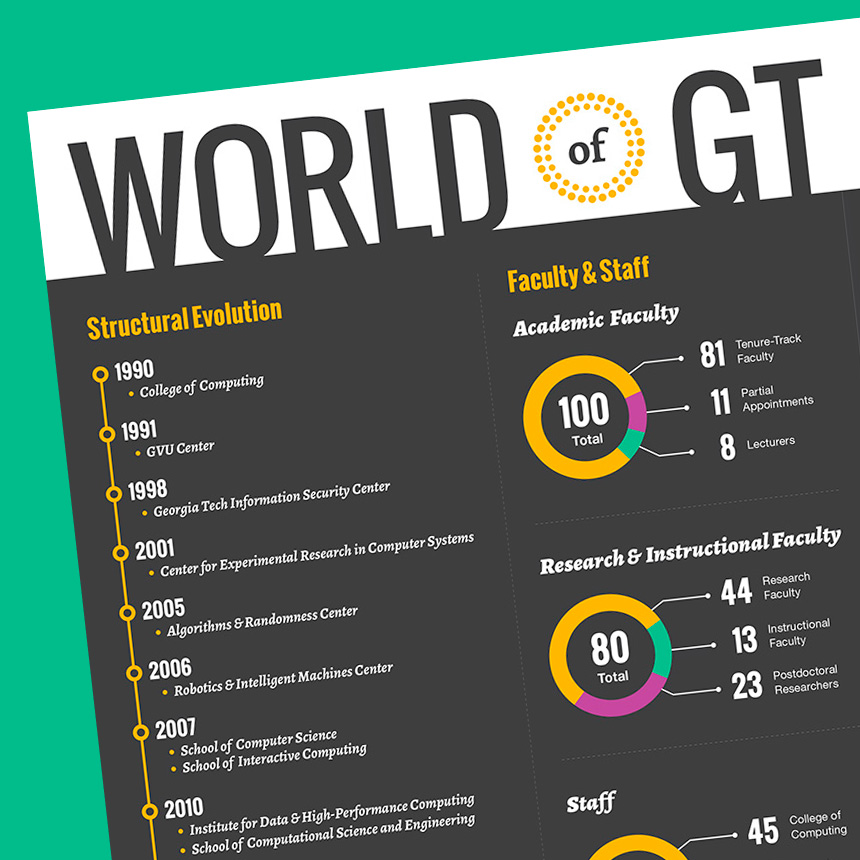 WORLD of GT
Structural Evolution
1990
• College of Computing
1991
• GVU Center
1998
• Georgia Tech Information Security Center
2001
• Center for Experimental Research in Computer Systems
2005
• Algorithms & Randomness Center
2006
• Robotics & Intelligent Machines Center
2007
• School of Computer Science
• School of Interactive Computing
2010
• Institute for Data & High-Performance Computing
• School of Computational Science and Engineering
Faculty & Staff
Academic Faculty
100
Total
81 Tenure-Track
Faculty
11 Partial
Appointments
8 Lecturers
Research & Instructional Faculty
80
Total
44 Research
Faculty
13 Instructional
Faculty
23 Postdoctoral
Researchers
Staff
45 College of
Computing